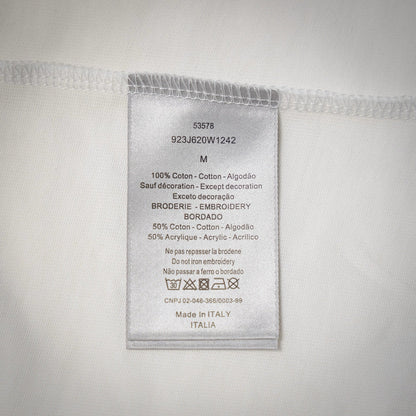 53578
923J620W1242
M
100% Coton - Cotton - Algodão
Sauf décoration - Except decoration
Exceto decoração
BRODERIE - EMBROIDERY
BORDADO
50% Coton - Cotton - Algodão
50% Acrylique - Acrylic - Acrílico
Ne pas repasser la broderie
Do not iron embroidery
Não passar a ferro o bordado
CNPJ 02-048-366/0003-99
Made In ITALY
ITALIA